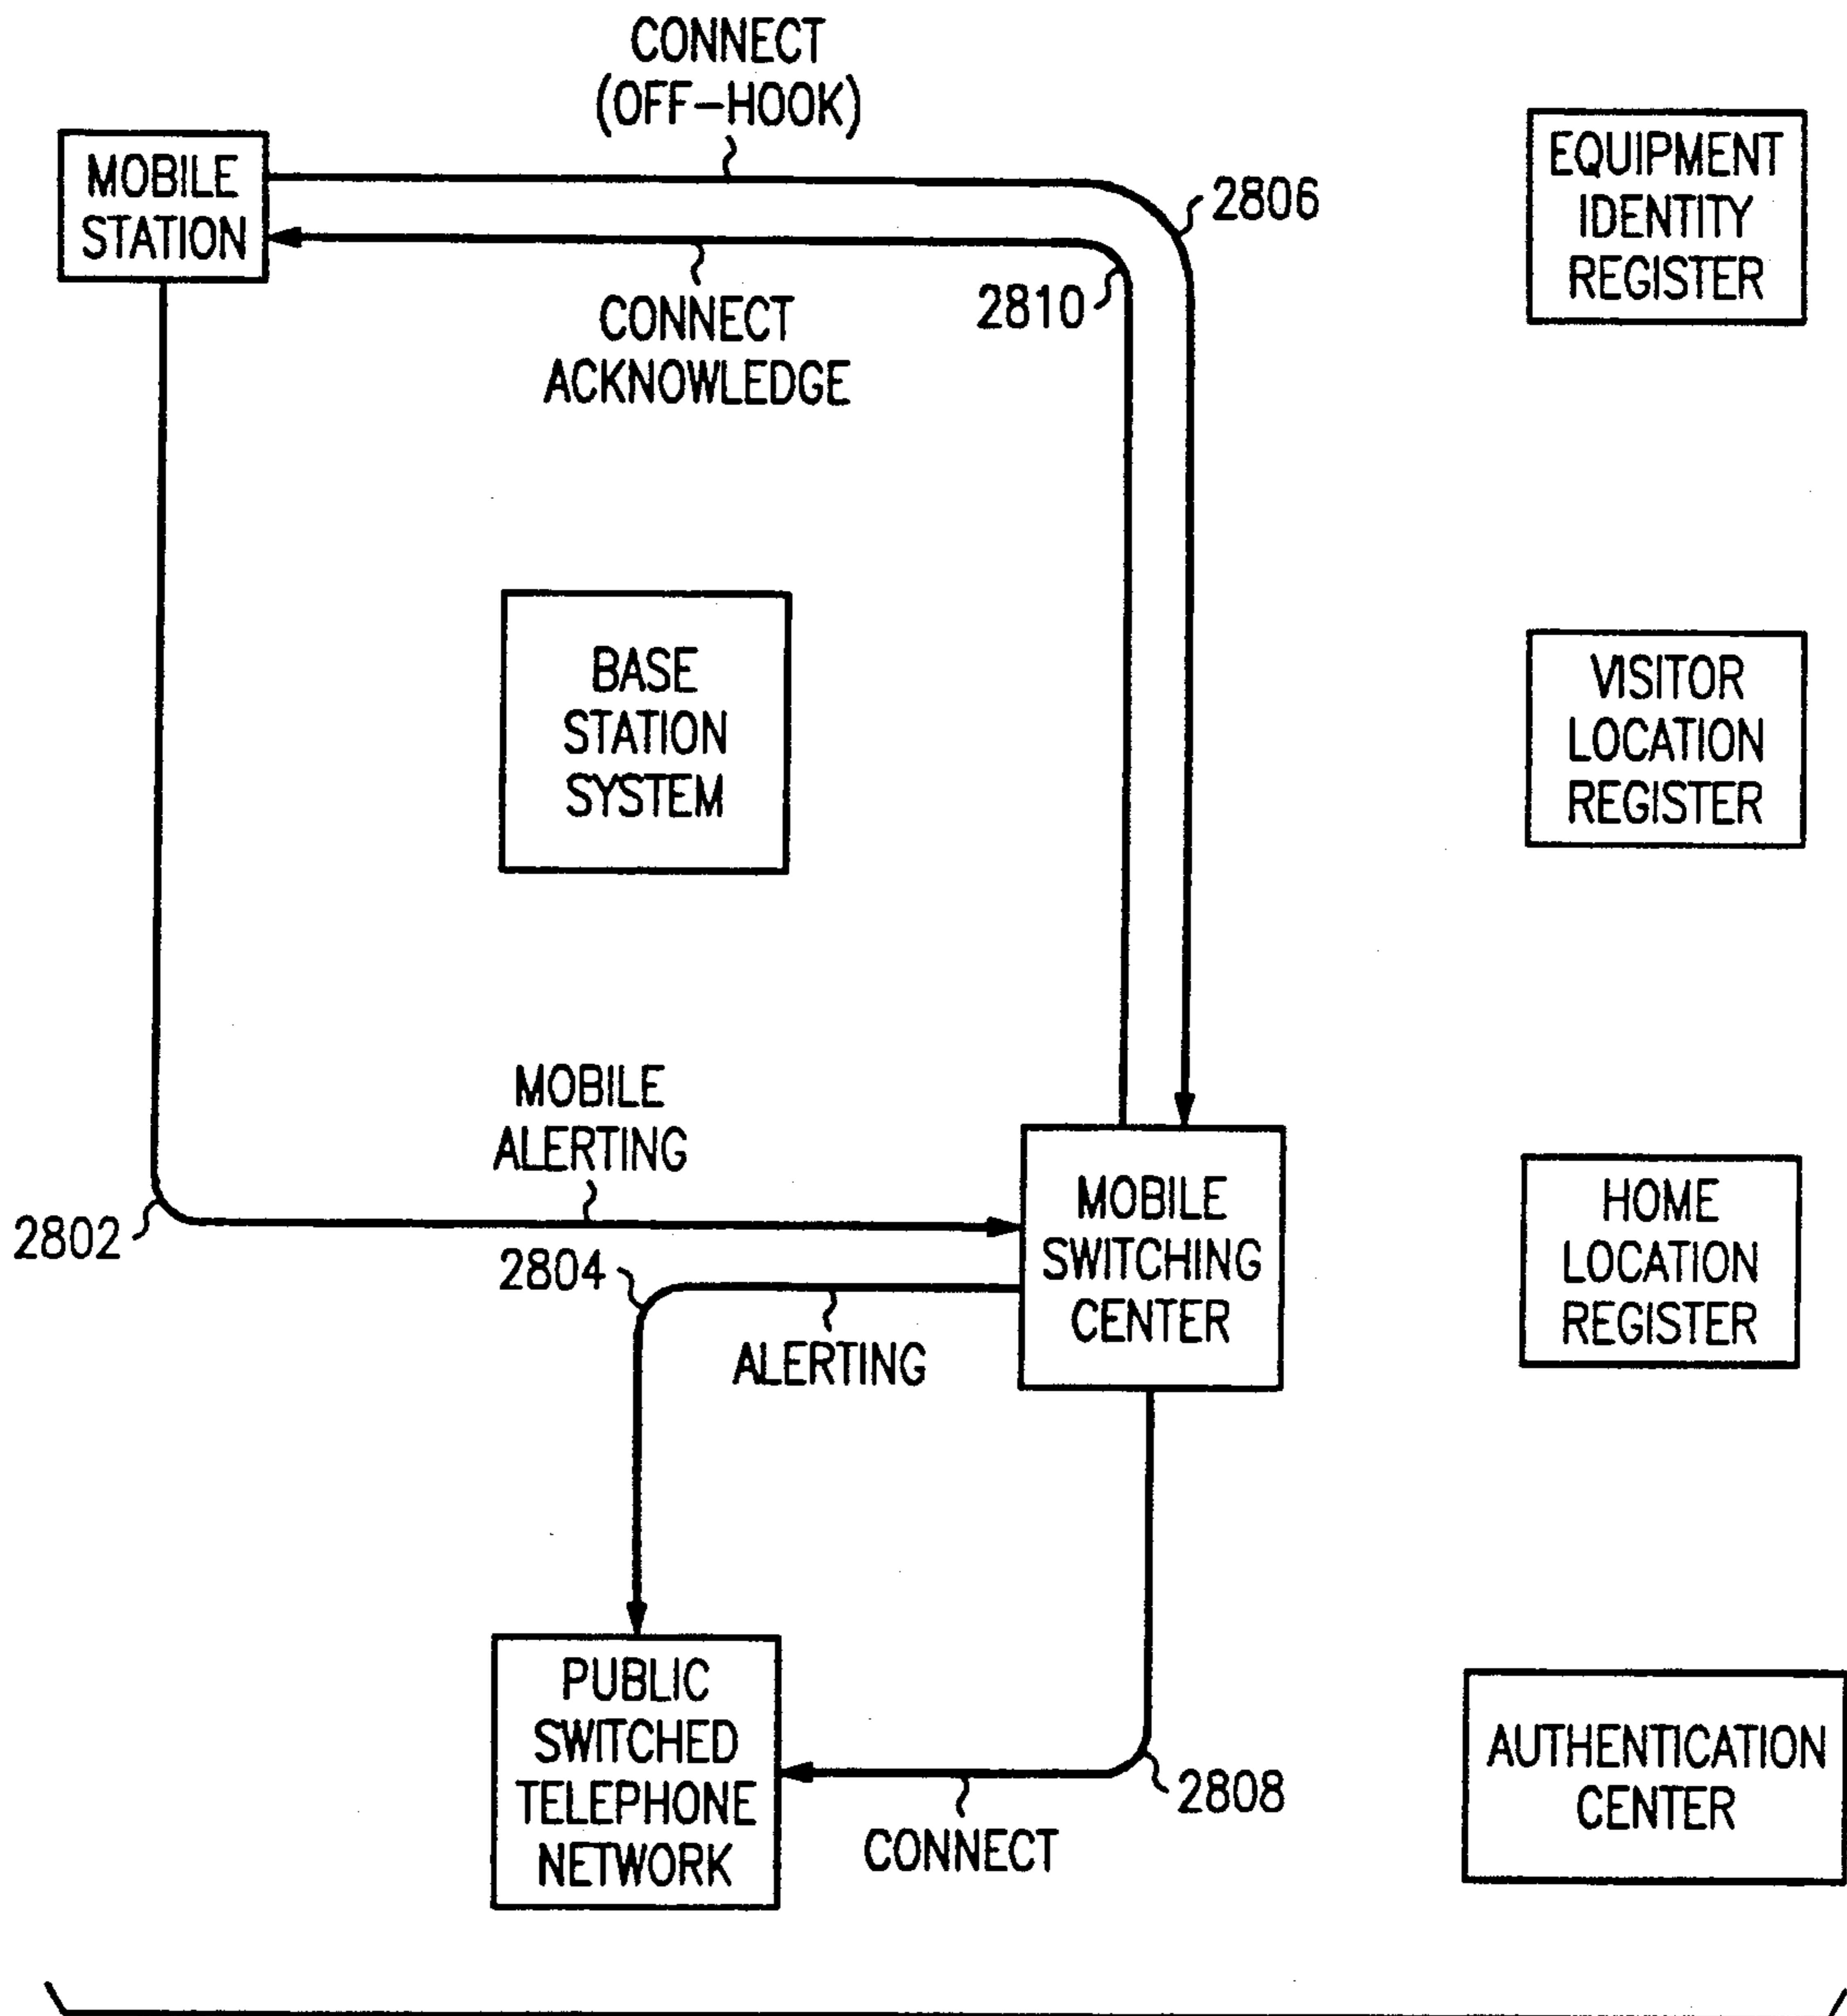 CONNECT
(OFF-HOOK)
MOBILE
STATION
2806
EQUIPMENT
IDENTITY
REGISTER
2810
CONNECT
ACKNOWLEDGE
BASE
STATION
SYSTEM
VISITOR
LOCATION
REGISTER
MOBILE
ALERTING
2802
2804
ALERTING
MOBILE
SWITCHING
CENTER
HOME
LOCATION
REGISTER
PUBLIC
SWITCHED
TELEPHONE
NETWORK
CONNECT
2808
AUTHENTICATION
CENTER